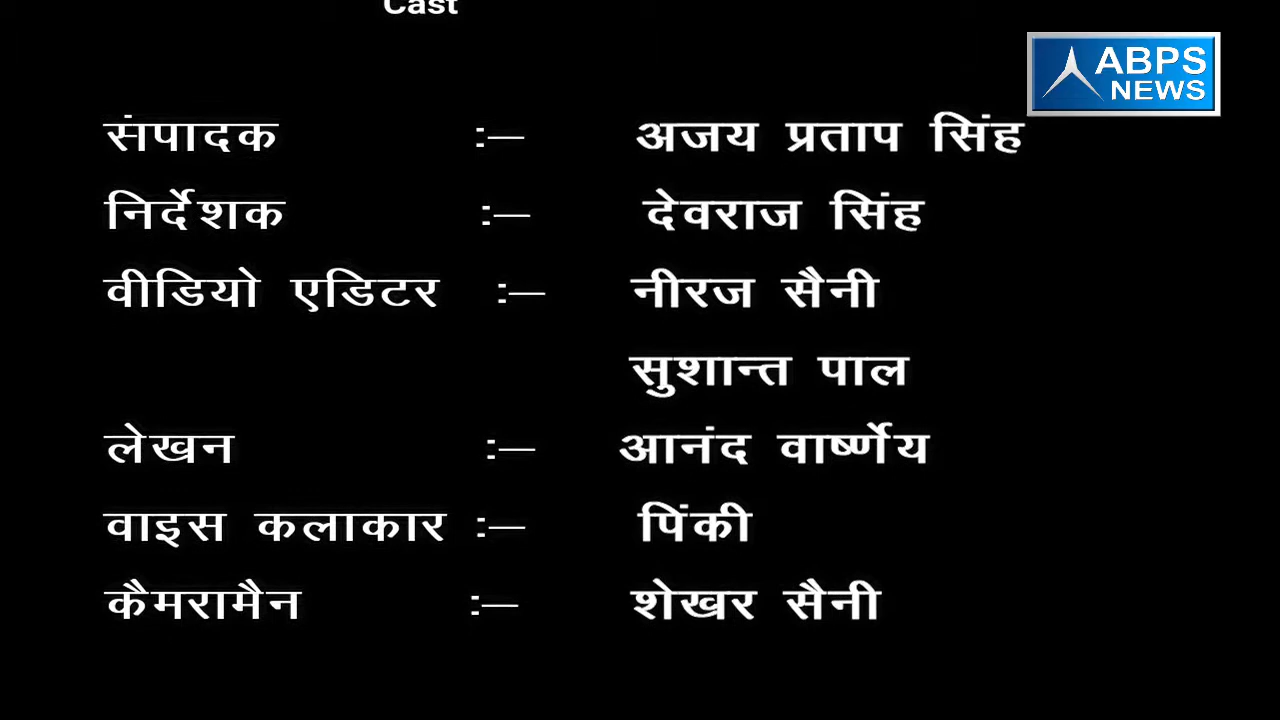 Cast
ABPS
NEWS
संपादक :— अजय प्रताप सिंह
निर्देशक :— देवराज सिंह
वीडियो एडिटर :— नीरज सैनी
सुशान्त पाल
लेखन :— आनंद वार्ष्णेय
वाइस कलाकार :— पिंकी
कैमरामैन :— शेखर सैनी